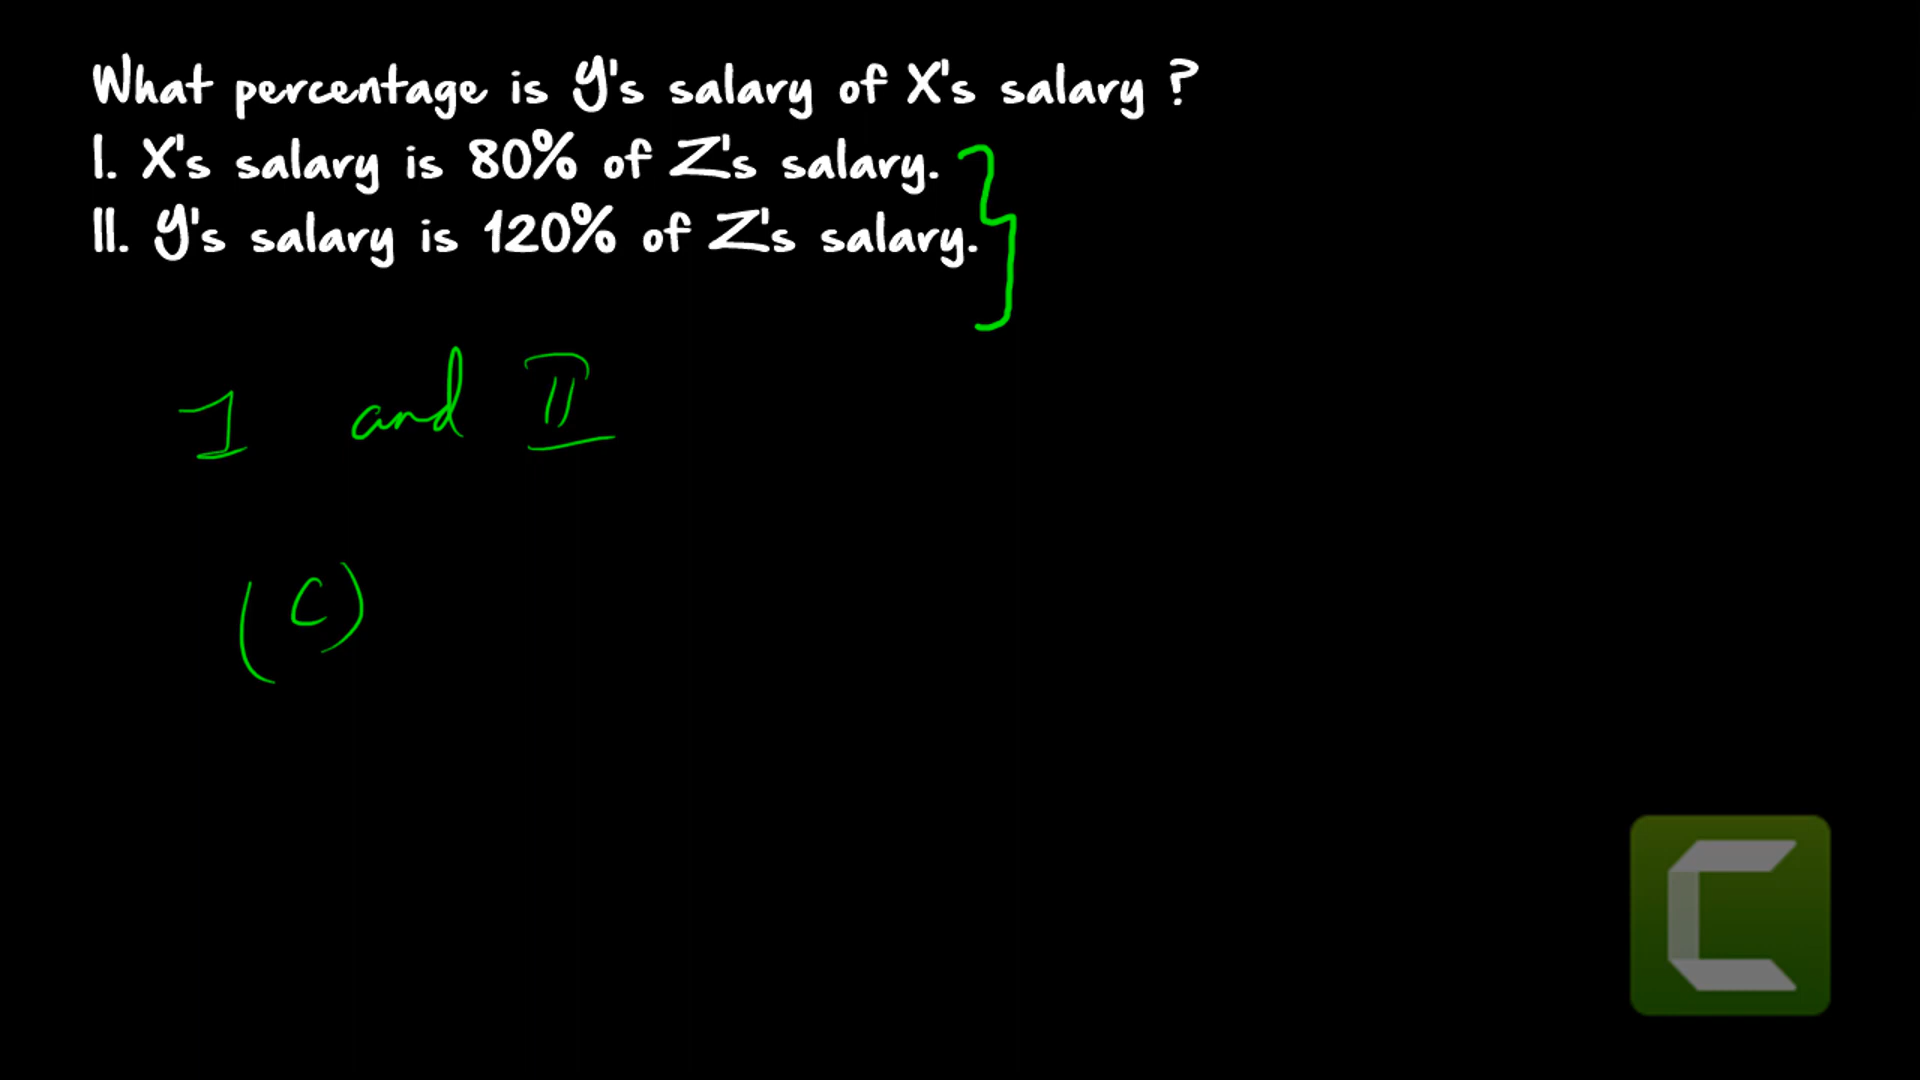 What percentage is Y's salary of X's salary ?
I. X's salary is 80% of Z's salary.
II. Y's salary is 120% of Z's salary.
I and II
(C)